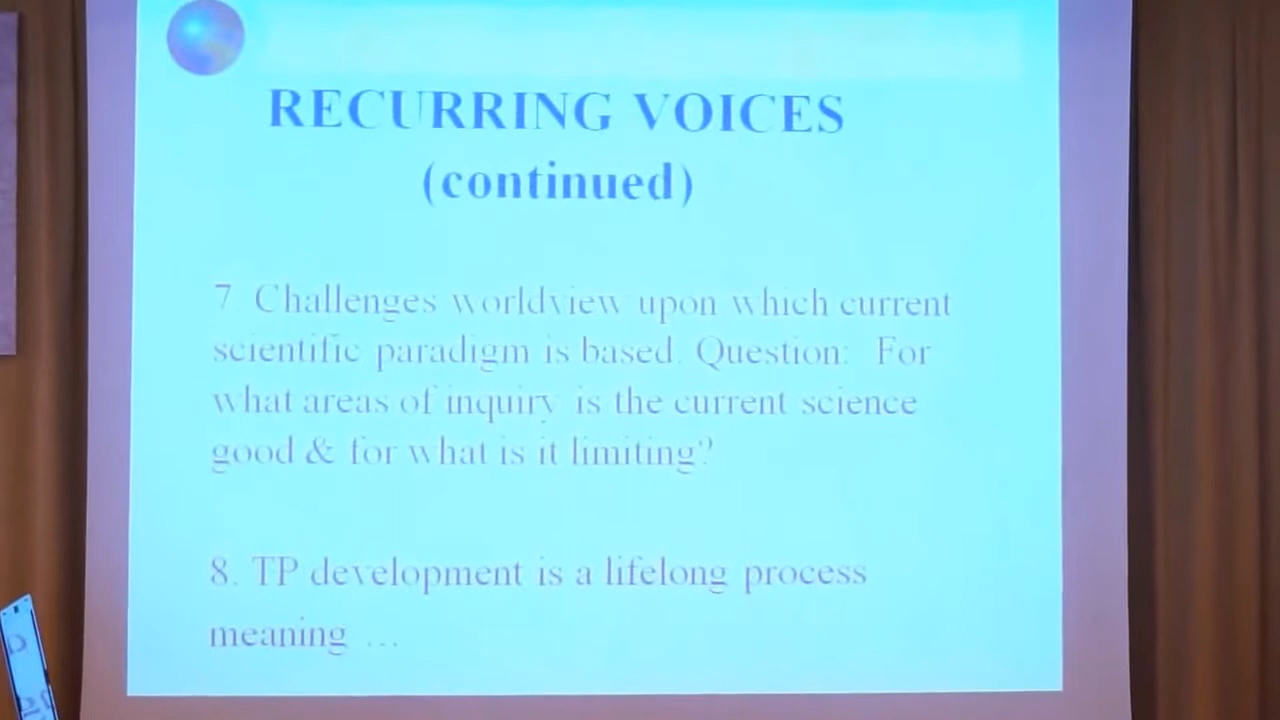 RECURRING VOICES
(continued)
7. Challenges worldview upon which current
scientific paradigm is based. Question: For
what areas of inquiry is the current science
good & for what is it limiting?
8. TP development is a lifelong process
meaning ...